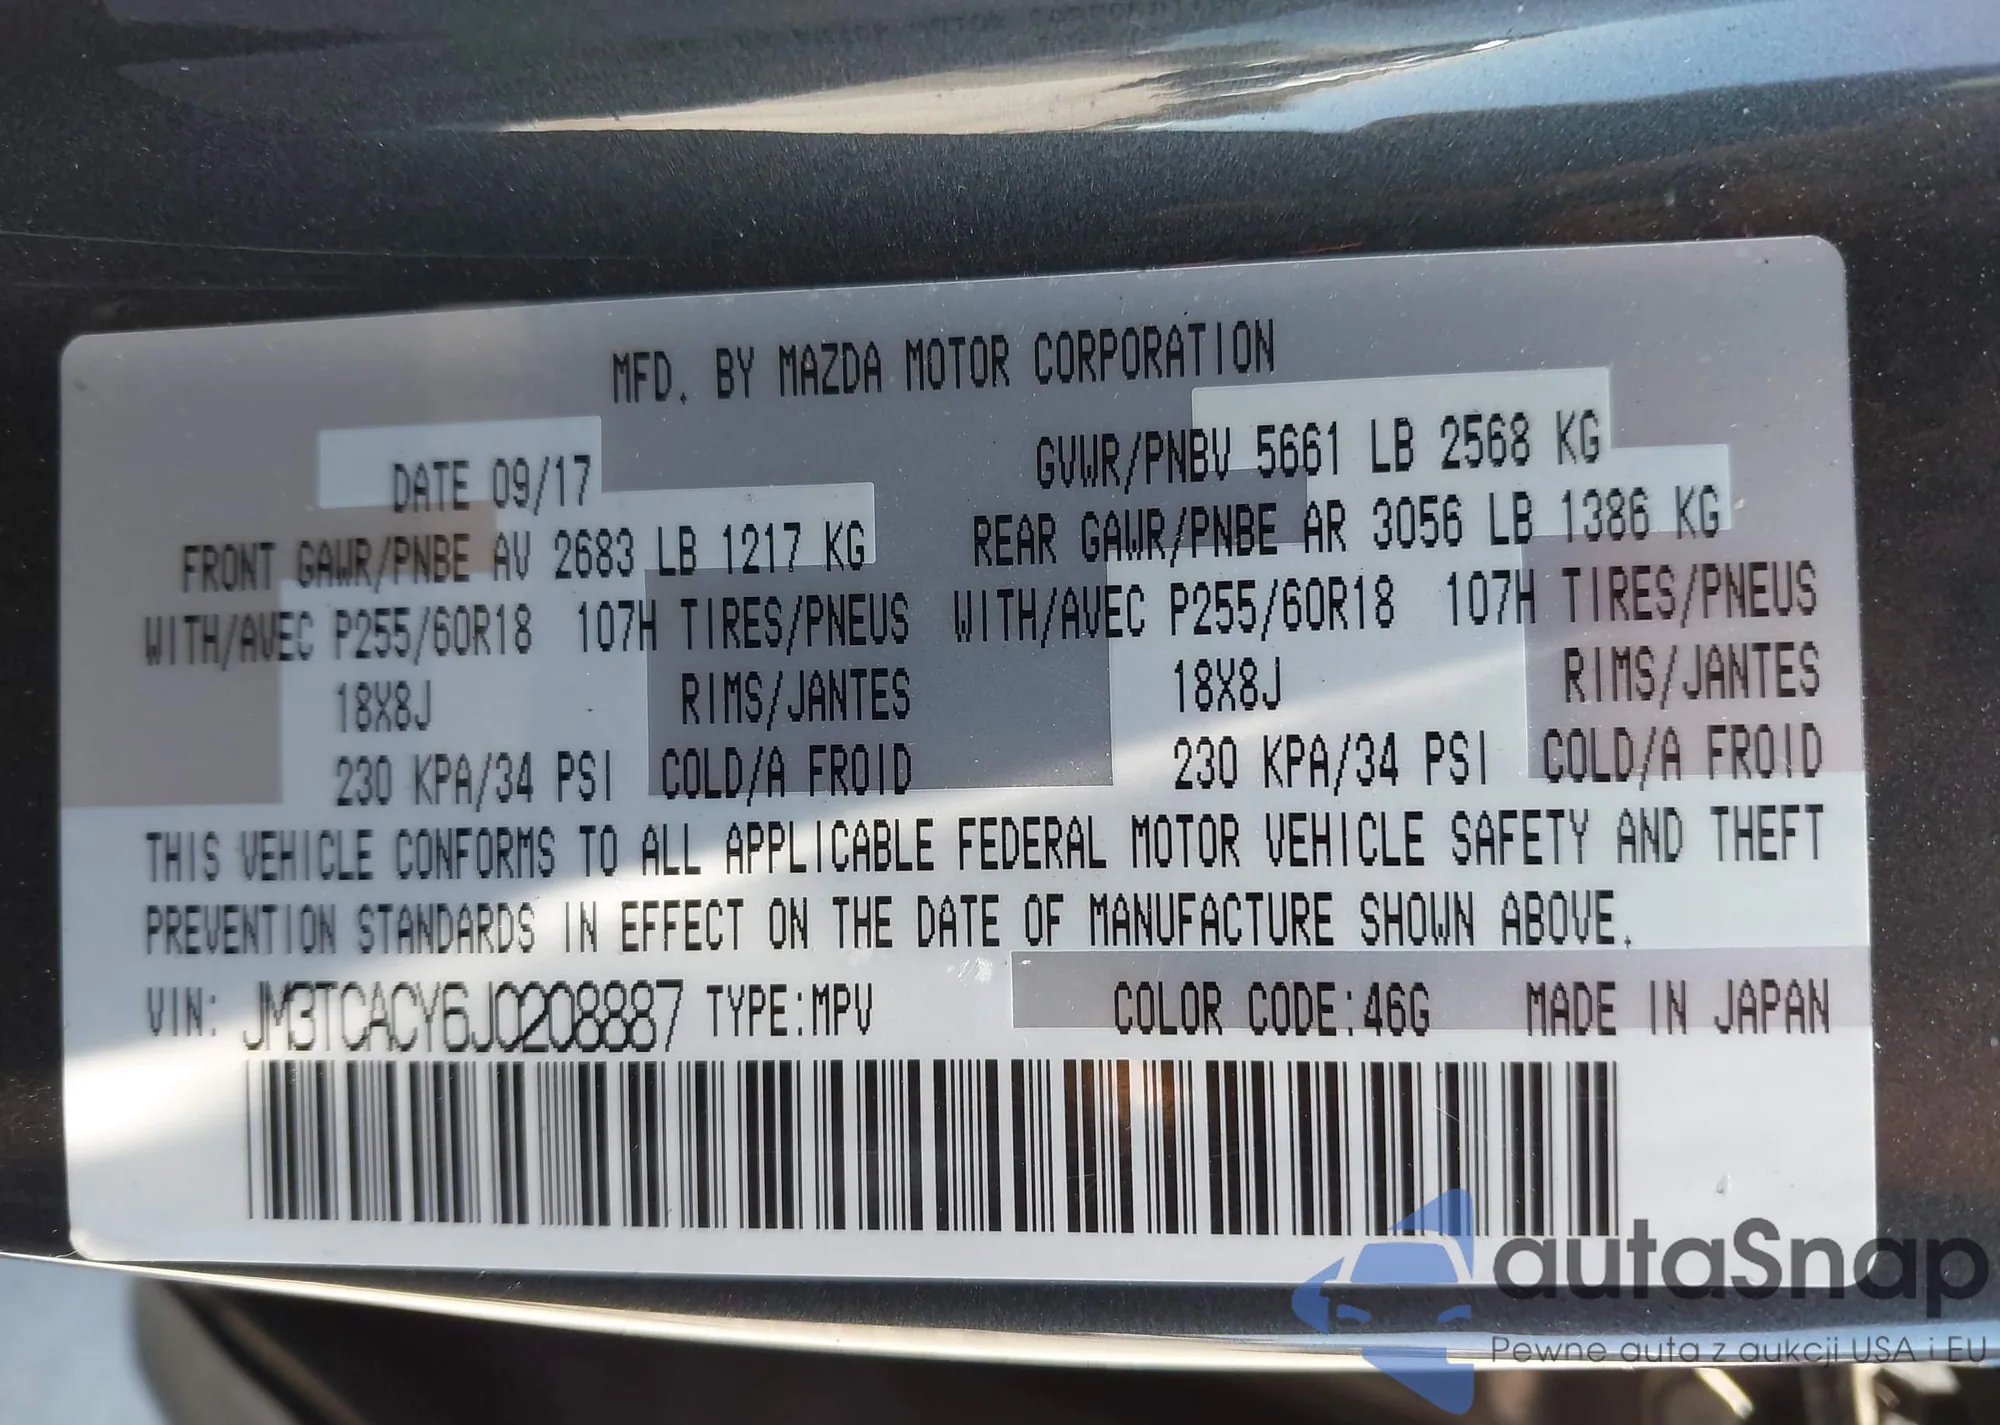 MFD. BY MAZDA MOTOR CORPORATION
DATE 09/17 GVWR/PNBV 5661 LB 2568 KG
FRONT GAWR/PNBE AV 2683 LB 1217 KG REAR GAWR/PNBE AR 3056 LB 1386 KG
WITH/AVEC P255/60R18 107H TIRES/PNEUS WITH/AVEC P255/60R18 107H TIRES/PNEUS
18X8J RIMS/JANTES 18X8J RIMS/JANTES
230 KPA/34 PSI COLD/A FROID 230 KPA/34 PSI COLD/A FROID
THIS VEHICLE CONFORMS TO ALL APPLICABLE FEDERAL MOTOR VEHICLE SAFETY AND THEFT
PREVENTION STANDARDS IN EFFECT ON THE DATE OF MANUFACTURE SHOWN ABOVE.
VIN: JM3TCACY6J0208887 TYPE:MPV COLOR CODE:46G MADE IN JAPAN
autaSnap
Pewne auta z aukcji USA i EU